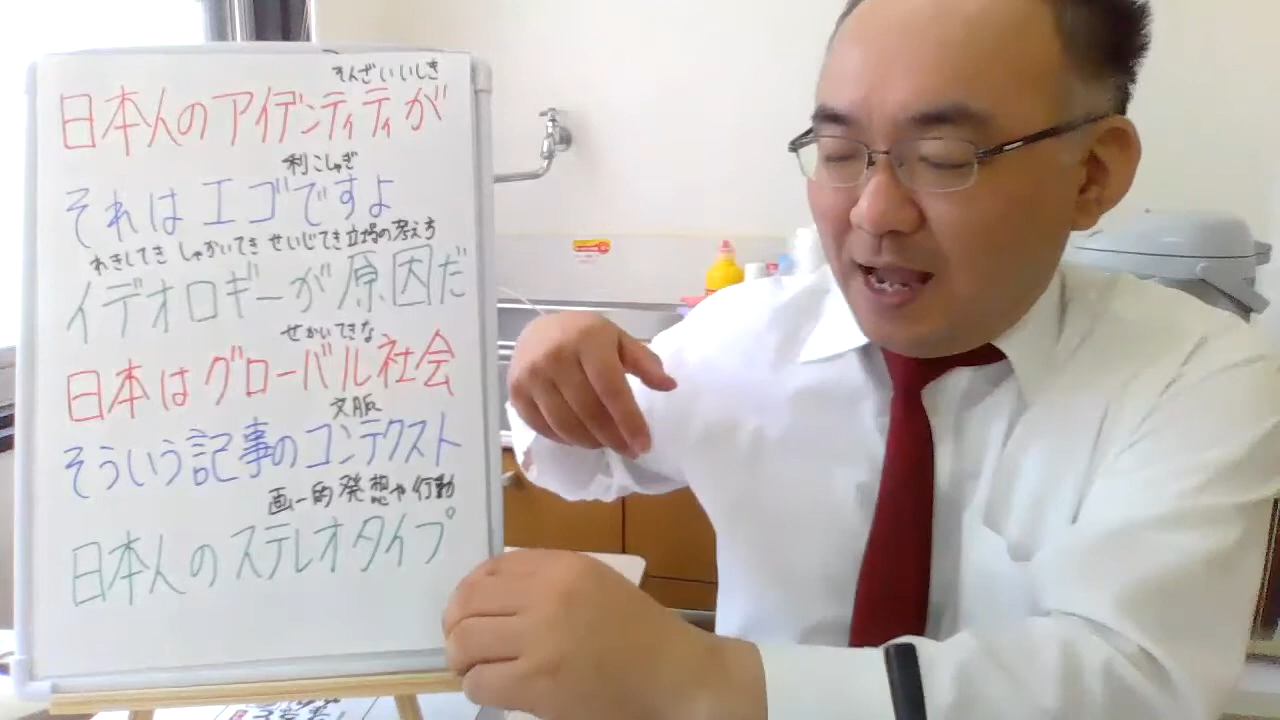 そんざいいしき
日本人のアイデンティティが
利こしゅぎ
それはエゴですよ
れきしてき しゃかいてき せいじてき立場の考え方
イデオロギーが原因だ
せかいてきな
日本はグローバル社会
文脈
そういう記事のコンテクスト
画一的発想や行動
日本人のステレオタイプ